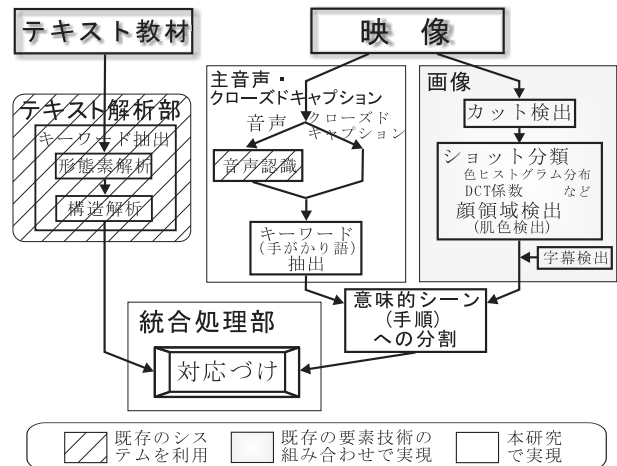 テキスト教材
映 像
テキスト解析部
キーワード抽出
形態素解析
構造解析
主音声・
クローズドキャプション
音声
クローズド
キャプション
音声認識
キーワード
(手がかり語)
抽出
画像
カット検出
ショット分類
色ヒストグラム分布
DCT係数 など
顔領域検出
(肌色検出)
字幕検出
意味的シーン
(手順)
への分割
統合処理部
対応づけ
既存のシス
テムを利用
既存の要素技術の
組み合わせで実現
本研究
で実現